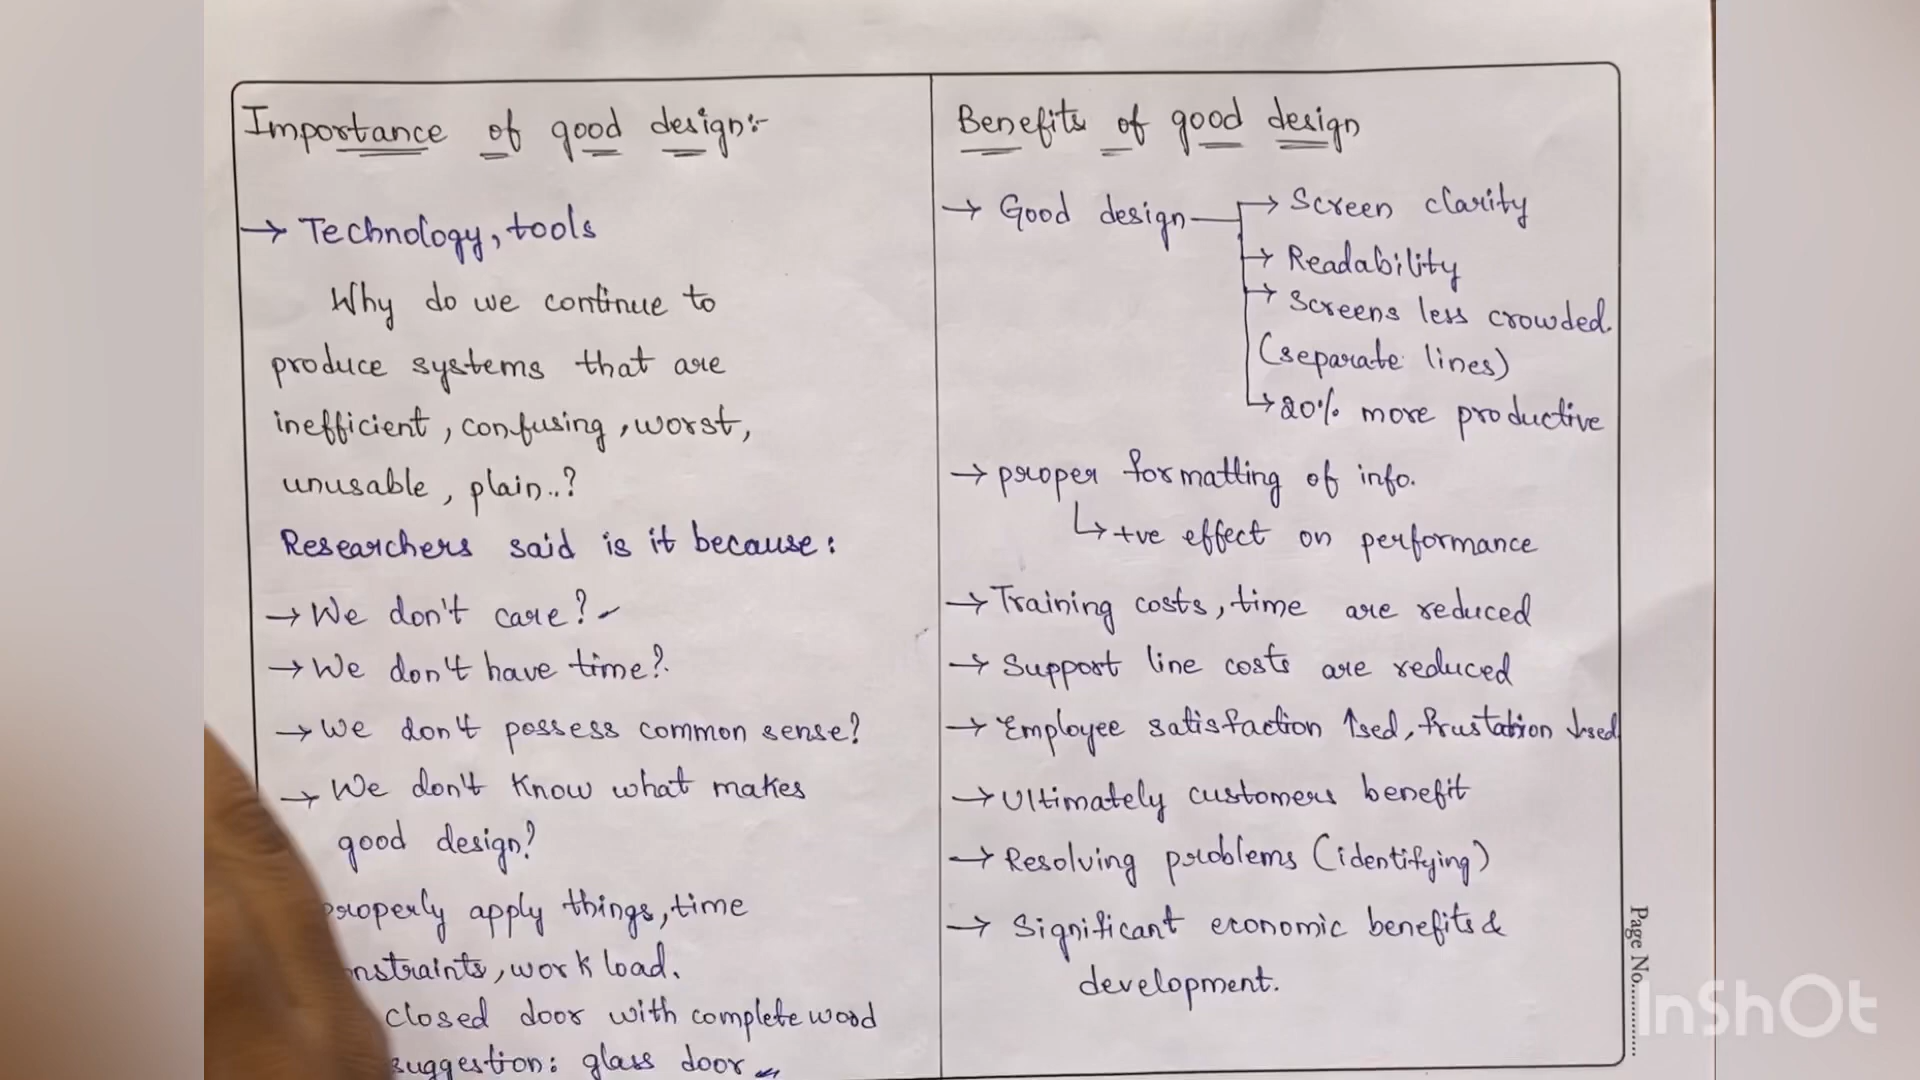 Importance of good design:-
→ Technology, tools
Why do we continue to
produce systems that are
inefficient, confusing, worst,
unusable, plain..?
Researchers said is it because:
→ We don't care?
→ We don't have time?
→ We don't possess common sense?
→ We don't know what makes
good design?
properly apply things, time
nstraints, work load.
closed door with complete wood
suggestion: glass door
Benefits of good design
→ Good design → Screen clarity
→ Readability
→ Screens less crowded.
(separate lines)
→ 20% more productive
→ proper formatting of info.
↳ +ve effect on performance
→ Training costs, time are reduced
→ Support line costs are reduced
→ Employee satisfaction ↑sed, frustation ↓sed
→ Ultimately customers benefit
→ Resolving problems (identifying)
→ Significant economic benefits &
development.
Page No..........
InShOt